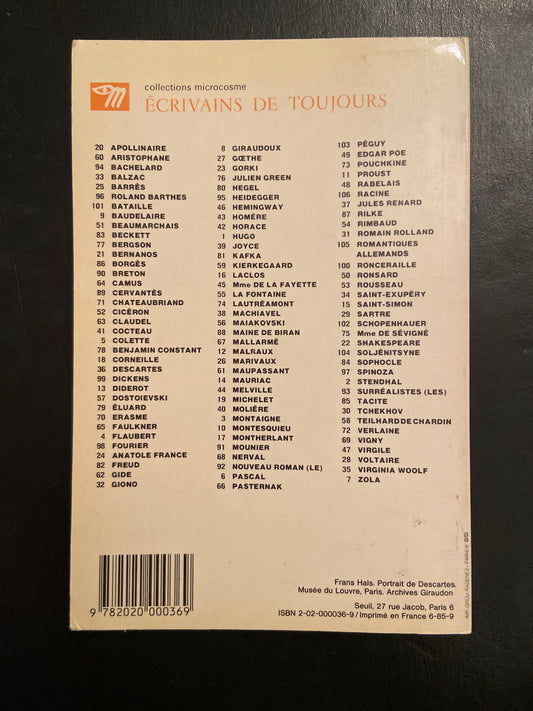 collections microcosme
ÉCRIVAINS DE TOUJOURS
20 APOLLINAIRE
60 ARISTOPHANE
94 BACHELARD
33 BALZAC
25 BARRÈS
96 ROLAND BARTHES
101 BATAILLE
9 BAUDELAIRE
51 BEAUMARCHAIS
83 BECKETT
77 BERGSON
21 BERNANOS
86 BORGÈS
90 BRETON
64 CAMUS
89 CERVANTÈS
71 CHATEAUBRIAND
52 CICÉRON
63 CLAUDEL
41 COCTEAU
5 COLETTE
78 BENJAMIN CONSTANT
18 CORNEILLE
36 DESCARTES
99 DICKENS
13 DIDEROT
57 DOSTOIEVSKI
79 ÉLUARD
70 ERASME
65 FAULKNER
4 FLAUBERT
98 FOURIER
24 ANATOLE FRANCE
82 FREUD
62 GIDE
32 GIONO
8 GIRAUDOUX
27 GŒTHE
23 GORKI
76 JULIEN GREEN
80 HEGEL
95 HEIDEGGER
46 HEMINGWAY
43 HOMÈRE
42 HORACE
1 HUGO
39 JOYCE
81 KAFKA
59 KIERKEGAARD
16 LACLOS
45 Mme DE LA FAYETTE
55 LA FONTAINE
74 LAUTRÉAMONT
38 MACHIAVEL
56 MAIAKOVSKI
88 MAINE DE BIRAN
67 MALLARMÉ
12 MALRAUX
26 MARIVAUX
61 MAUPASSANT
14 MAURIAC
44 MELVILLE
19 MICHELET
40 MOLIÈRE
3 MONTAIGNE
10 MONTESQUIEU
17 MONTHERLANT
91 MOUNIER
68 NERVAL
92 NOUVEAU ROMAN (LE)
6 PASCAL
66 PASTERNAK
103 PÉGUY
49 EDGAR POE
73 POUCHKINE
11 PROUST
48 RABELAIS
106 RACINE
37 JULES RENARD
87 RILKE
54 RIMBAUD
31 ROMAIN ROLLAND
105 ROMANTIQUES
ALLEMANDS
100 RONCERAILLE
50 RONSARD
53 ROUSSEAU
34 SAINT-EXUPÉRY
15 SAINT-SIMON
29 SARTRE
102 SCHOPENHAUER
75 Mme DE SÉVIGNÉ
22 SHAKESPEARE
104 SOLJÉNITSYNE
84 SOPHOCLE
97 SPINOZA
2 STENDHAL
93 SURRÉALISTES (LES)
85 TACITE
30 TCHEKHOV
58 TEILHARD DE CHARDIN
72 VERLAINE
69 VIGNY
47 VIRGILE
28 VOLTAIRE
35 VIRGINIA WOOLF
7 ZOLA
9 782020 000369
Frans Hals. Portrait de Descartes.
Musée du Louvre, Paris. Archives Giraudon
Seuil, 27 rue Jacob, Paris 6
ISBN 2-02-000036-9 / Imprimé en France 6-85-9